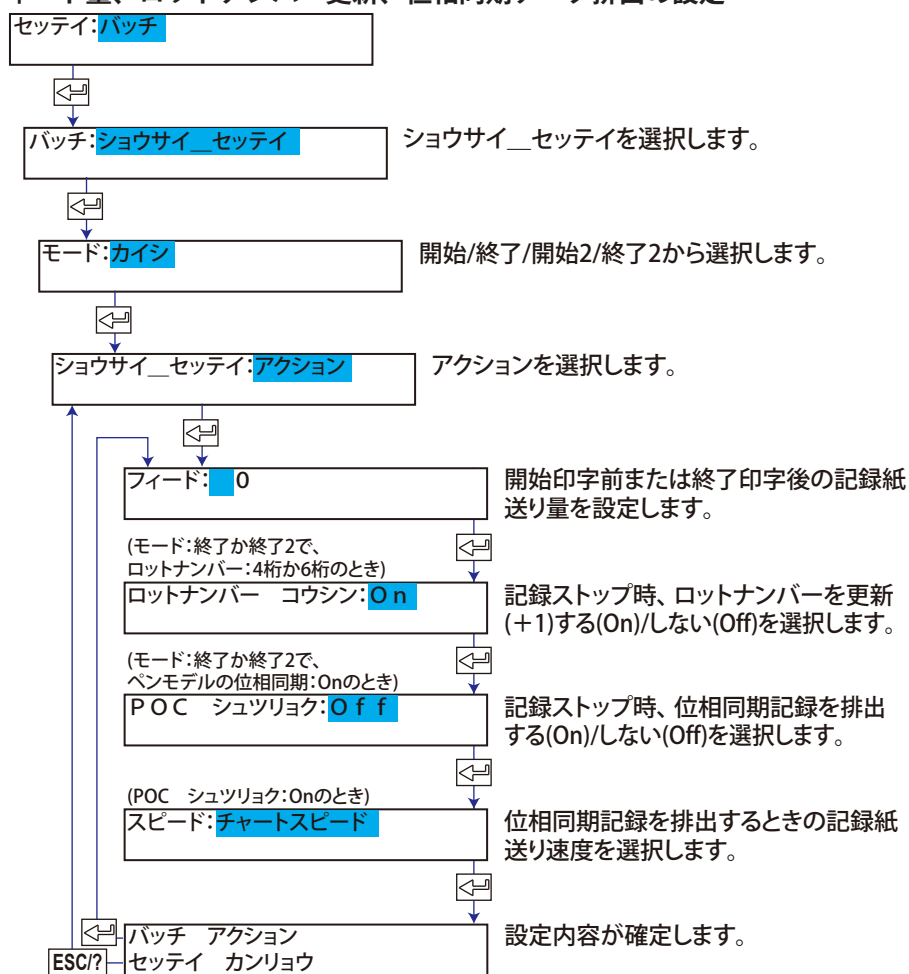 セッテイ：バッチ
バッチ：ショウサイ＿セッテイ
ショウサイ＿セッテイを選択します。
モード：カイシ
開始/終了/開始2/終了2から選択します。
ショウサイ＿セッテイ：アクション
アクションを選択します。
フィード： 0
開始印字前または終了印字後の記録紙
送り量を設定します。
(モード：終了か終了2で、
ロットナンバー：4桁か6桁のとき)
ロットナンバー　コウシン：On
記録ストップ時、ロットナンバーを更新
(＋1)する(On)/しない(Off)を選択します。
(モード：終了か終了2で、
ペンモデルの位相同期：Onのとき)
POC　シュツリョク：Off
記録ストップ時、位相同期記録を排出
する(On)/しない(Off)を選択します。
(POC　シュツリョク：Onのとき)
スピード：チャートスピード
位相同期記録を排出するときの記録紙
送り速度を選択します。
バッチ　アクション
セッテイ　カンリョウ
設定内容が確定します。
ESC/?